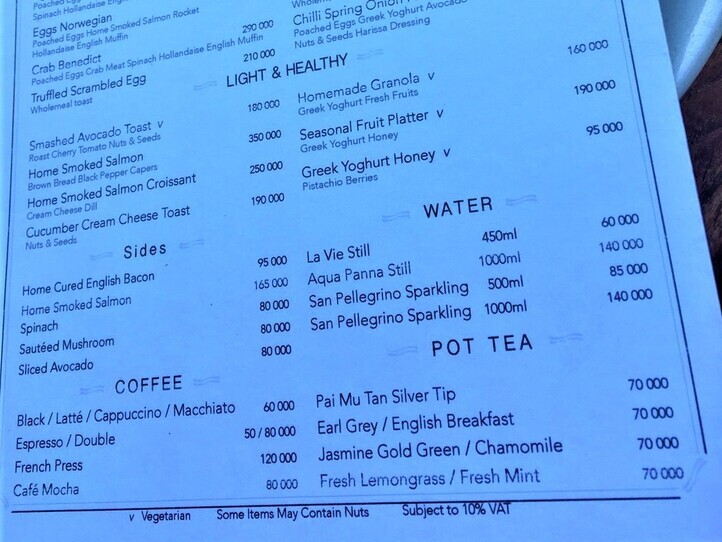 Poached Eggs
Spinach Hollandaise
Eggs Norwegian
Poached Eggs Home Smoked Salmon Rocket
Hollandaise English Muffin
290 000
Crab Benedict
Poached Eggs Crab Meat Spinach Hollandaise English Muffin
210 000
Truffled Scrambled Egg
Wholemeal toast
Chilli Spring Onion
Poached Eggs Greek Yoghurt Avocado
Nuts & Seeds Harissa Dressing
LIGHT & HEALTHY
Smashed Avocado Toast v 180 000
Roast Cherry Tomato Nuts & Seeds
Home Smoked Salmon 350 000
Brown Bread Black Pepper Capers
Home Smoked Salmon Croissant 250 000
Cream Cheese Dill
Cucumber Cream Cheese Toast 190 000
Nuts & Seeds
Homemade Granola v 160 000
Greek Yoghurt Fresh Fruits
Seasonal Fruit Platter v 190 000
Greek Yoghurt Honey
Greek Yoghurt Honey v 95 000
Pistachio Berries
Sides
Home Cured English Bacon 95 000
Home Smoked Salmon 165 000
Spinach 80 000
Sautéed Mushroom 80 000
Sliced Avocado 80 000
WATER
La Vie Still 450ml 60 000
Aqua Panna Still 1000ml 140 000
San Pellegrino Sparkling 500ml 85 000
San Pellegrino Sparkling 1000ml 140 000
COFFEE
Black / Latté / Cappuccino / Macchiato 60 000
Espresso / Double 50 / 80 000
French Press 120 000
Café Mocha 80 000
POT TEA
Pai Mu Tan Silver Tip 70 000
Earl Grey / English Breakfast 70 000
Jasmine Gold Green / Chamomile 70 000
Fresh Lemongrass / Fresh Mint 70 000
v Vegetarian Some Items May Contain Nuts Subject to 10% VAT